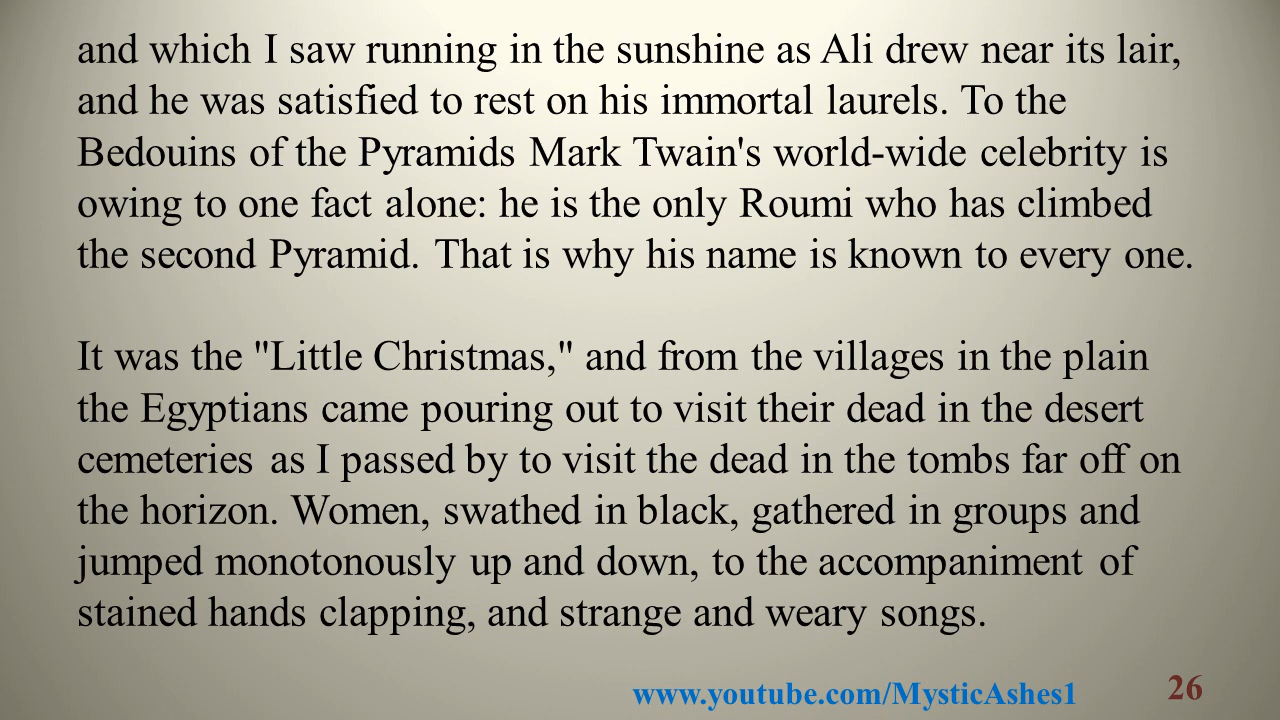 and which I saw running in the sunshine as Ali drew near its lair,
and he was satisfied to rest on his immortal laurels. To the
Bedouins of the Pyramids Mark Twain's world-wide celebrity is
owing to one fact alone: he is the only Roumi who has climbed
the second Pyramid. That is why his name is known to every one.
It was the "Little Christmas," and from the villages in the plain
the Egyptians came pouring out to visit their dead in the desert
cemeteries as I passed by to visit the dead in the tombs far off on
the horizon. Women, swathed in black, gathered in groups and
jumped monotonously up and down, to the accompaniment of
stained hands clapping, and strange and weary songs.
www.youtube.com/MysticAshes1 26